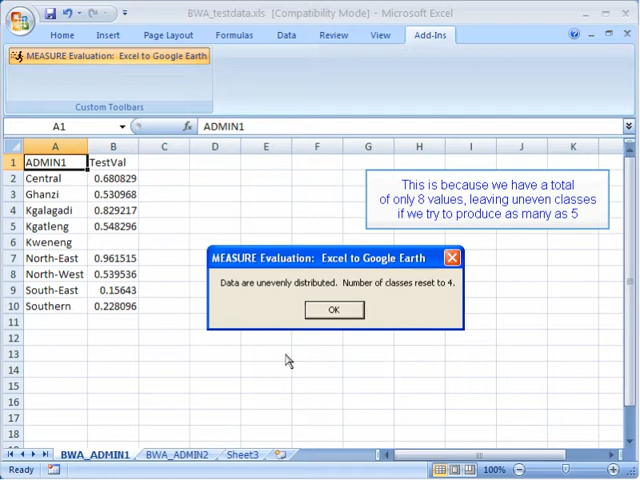 BWA_testdata.xls [Compatibility Mode] - Microsoft Excel
Home Insert Page Layout Formulas Data Review View Add-Ins
MEASURE Evaluation: Excel to Google Earth
Custom Toolbars
A1 fx ADMIN1
A B C D E F G H I J K
1 ADMIN1 TestVal
2 Central 0.680829
3 Ghanzi 0.530968
4 Kgalagadi 0.829217
5 Kgatleng 0.548296
6 Kweneng
7 North-East 0.961515
8 North-West 0.539536
9 South-East 0.15643
10 Southern 0.228096
11
12
13
14
15
16
17
18
This is because we have a total
of only 8 values, leaving uneven classes
if we try to produce as many as 5
MEASURE Evaluation: Excel to Google Earth
Data are unevenly distributed. Number of classes reset to 4.
OK
BWA_ADMIN1 BWA_ADMIN2 Sheet3
Ready 100%